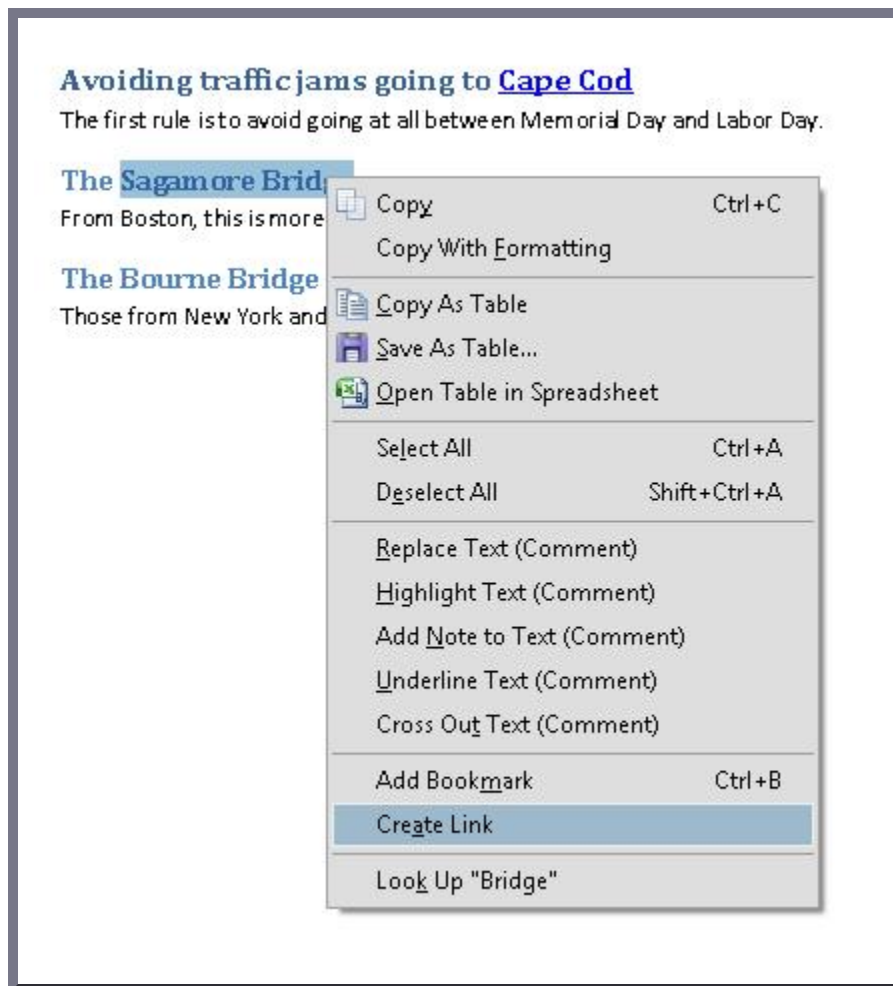 Avoiding traffic jams going to Cape Cod
The first rule is to avoid going at all between Memorial Day and Labor Day.
The Sagamore
From Boston, this is more
The Bourne Bridge
Those from New York and
Copy Ctrl+C
Copy With Formatting
Copy As Table
Save As Table...
Open Table in Spreadsheet
Select All Ctrl+A
Deselect All Shift+Ctrl+A
Replace Text (Comment)
Highlight Text (Comment)
Add Note to Text (Comment)
Underline Text (Comment)
Cross Out Text (Comment)
Add Bookmark Ctrl+B
Create Link
Look Up "Bridge"